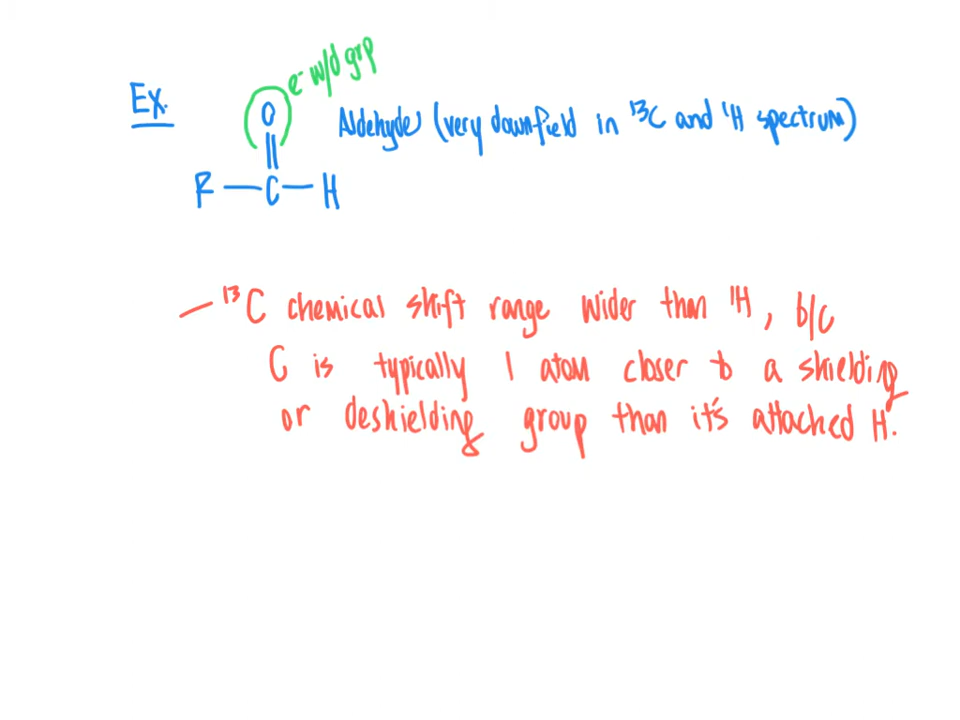 e⁻ w/d grp
Ex.
O
Aldehyde (very downfield in ¹³C and ¹H spectrum)
R — C — H
— ¹³C chemical shift range wider than ¹H, b/c
C is typically 1 atom closer to a shielding
or deshielding group than it's attached H.